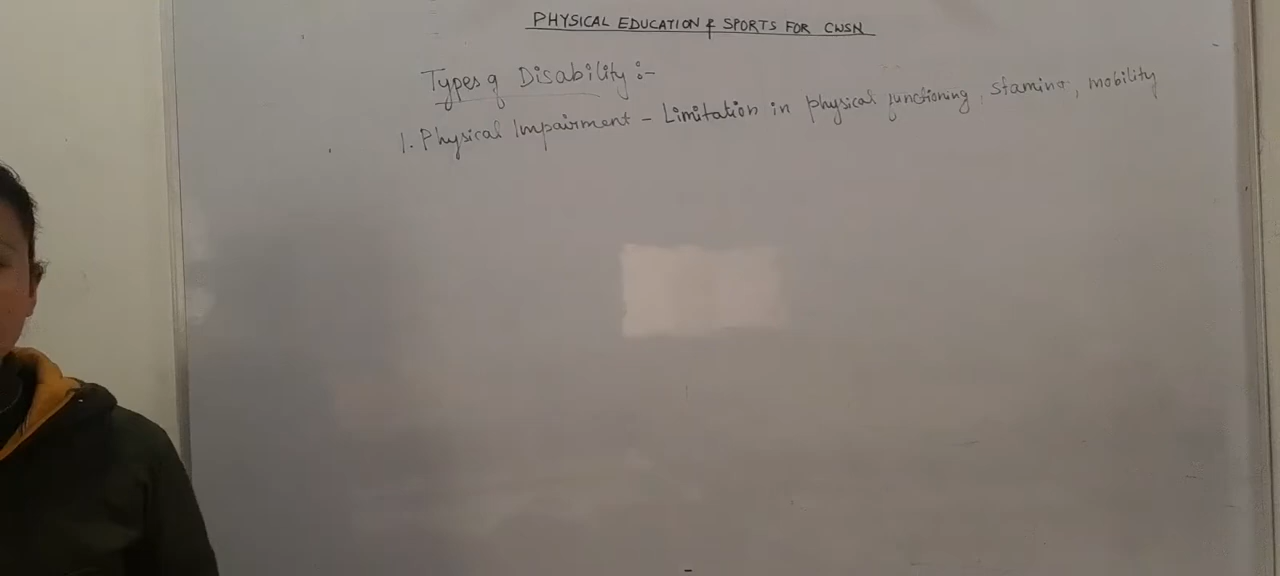 PHYSICAL EDUCATION & SPORTS FOR CWSN
Types of Disability :-
1. Physical Impairment - Limitation in physical functioning, stamina, mobility